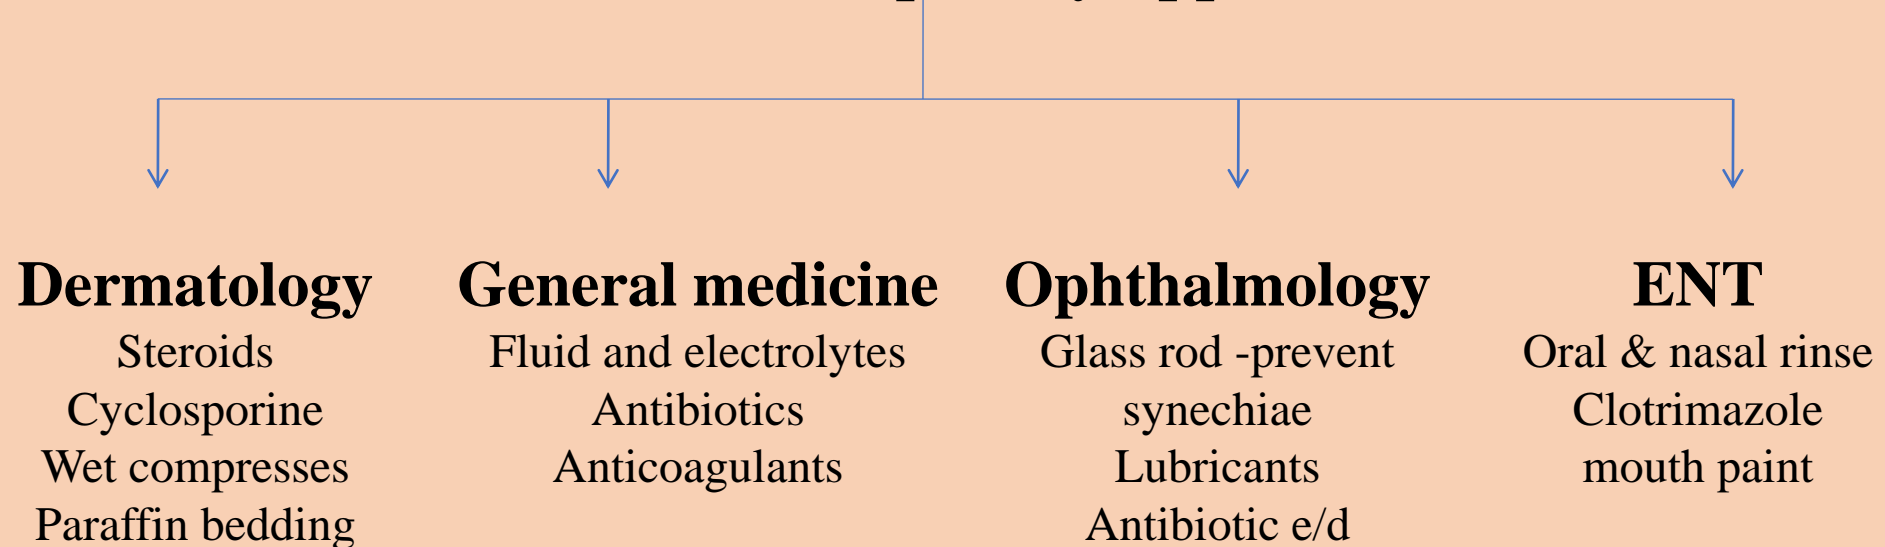 Dermatology
Steroids
Cyclosporine
Wet compresses
Paraffin bedding
General medicine
Fluid and electrolytes
Antibiotics
Anticoagulants
Ophthalmology
Glass rod -prevent
synechiae
Lubricants
Antibiotic e/d
ENT
Oral & nasal rinse
Clotrimazole
mouth paint